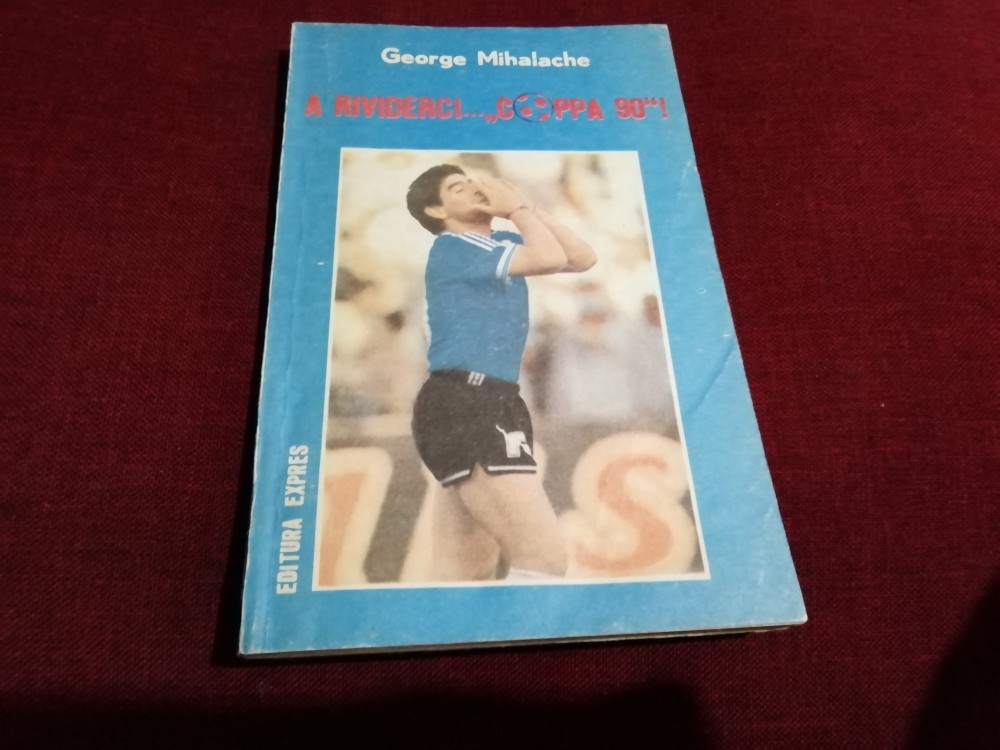 George Mihalache
A RIVIDERCI...„COPPA 90“!
EDITURA EXPRES